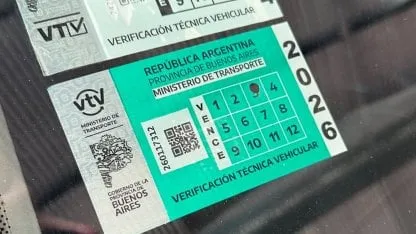 VTV
VERIFICACIÓN TÉCNICA VEHICULAR
vtv
MINISTERIO DE
TRANSPORTE
GOBIERNO DE LA
PROVINCIA DE
BUENOS
AIRES
260117312
REPÚBLICA ARGENTINA
PROVINCIA DE BUENOS AIRES
MINISTERIO DE TRANSPORTE
VENCE
1 2 3 4
5 6 7 8
9 10 11 12
2026
VERIFICACIÓN TÉCNICA VEHICULAR